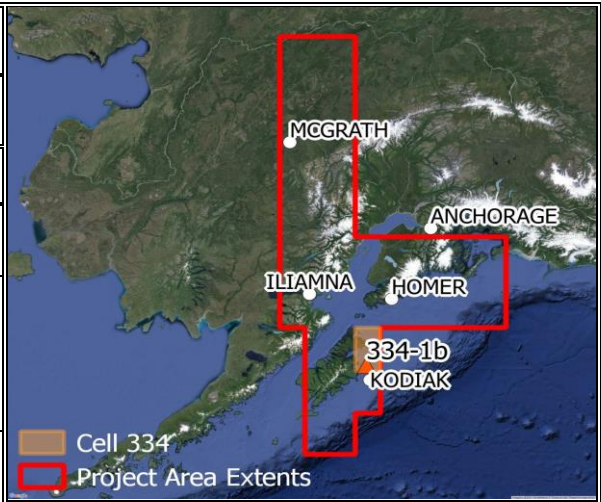 MCGRATH
ANCHORAGE
ILIAMNA
HOMER
334-1b
KODIAK
Cell 334
Project Area Extents